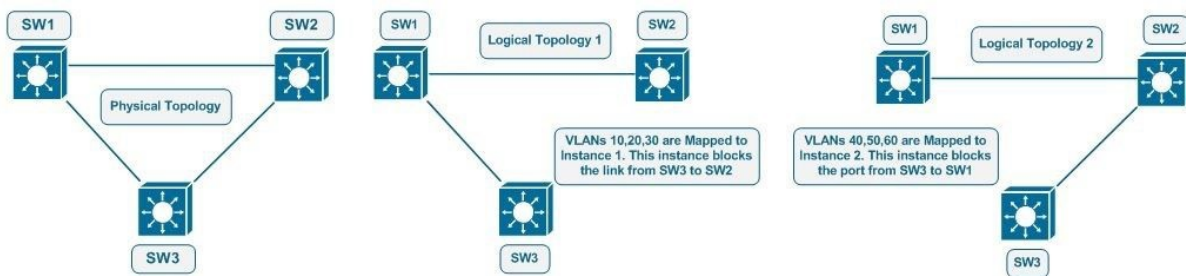 SW1
SW2
Physical Topology
SW3
SW1
SW2
Logical Topology 1
VLANs 10,20,30 are Mapped to
Instance 1. This instance blocks
the link from SW3 to SW2
SW3
SW1
SW2
Logical Topology 2
VLANs 40,50,60 are Mapped to
Instance 2. This instance blocks
the port from SW3 to SW1
SW3